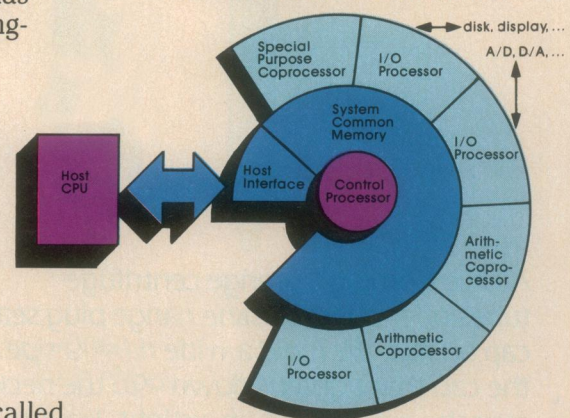 disk, display, ...
A/D, D/A, ...
Special
Purpose
Coprocessor
I/O
Processor
System
Common
Memory
I/O
Processor
Host
CPU
Host
Interface
Control
Processor
Arith-
metic
Copro-
cessor
Arithmetic
Coprocessor
I/O
Processor
called